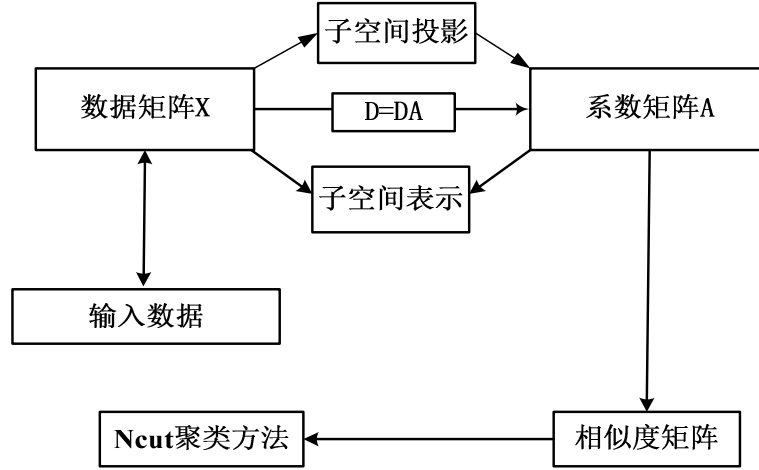 子空间投影
数据矩阵X
D=DA
系数矩阵A
子空间表示
输入数据
Ncut聚类方法
相似度矩阵